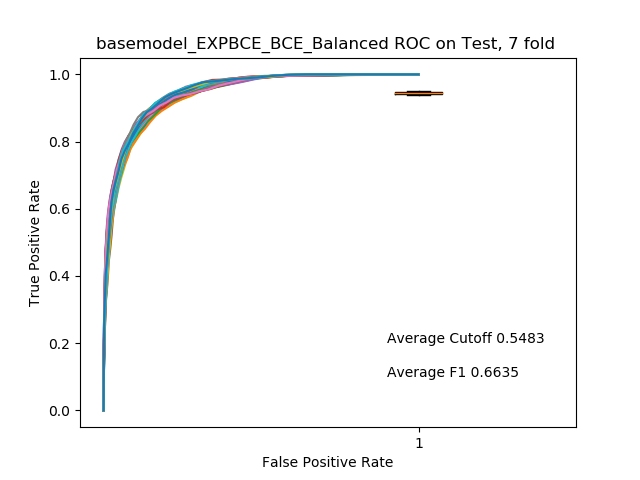 basemodel_EXPBCE_BCE_Balanced ROC on Test, 7 fold
1.0
0.8
0.6
0.4
0.2
0.0
True Positive Rate
Average Cutoff 0.5483
Average F1 0.6635
1
False Positive Rate